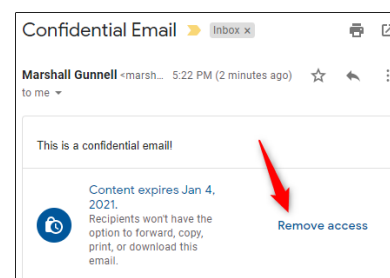 Confidential Email Inbox x
Marshall Gunnell <marsh... 5:22 PM (2 minutes ago)
to me
This is a confidential email!
Content expires Jan 4,
2021.
Recipients won't have the
option to forward, copy,
print, or download this
email.
Remove access